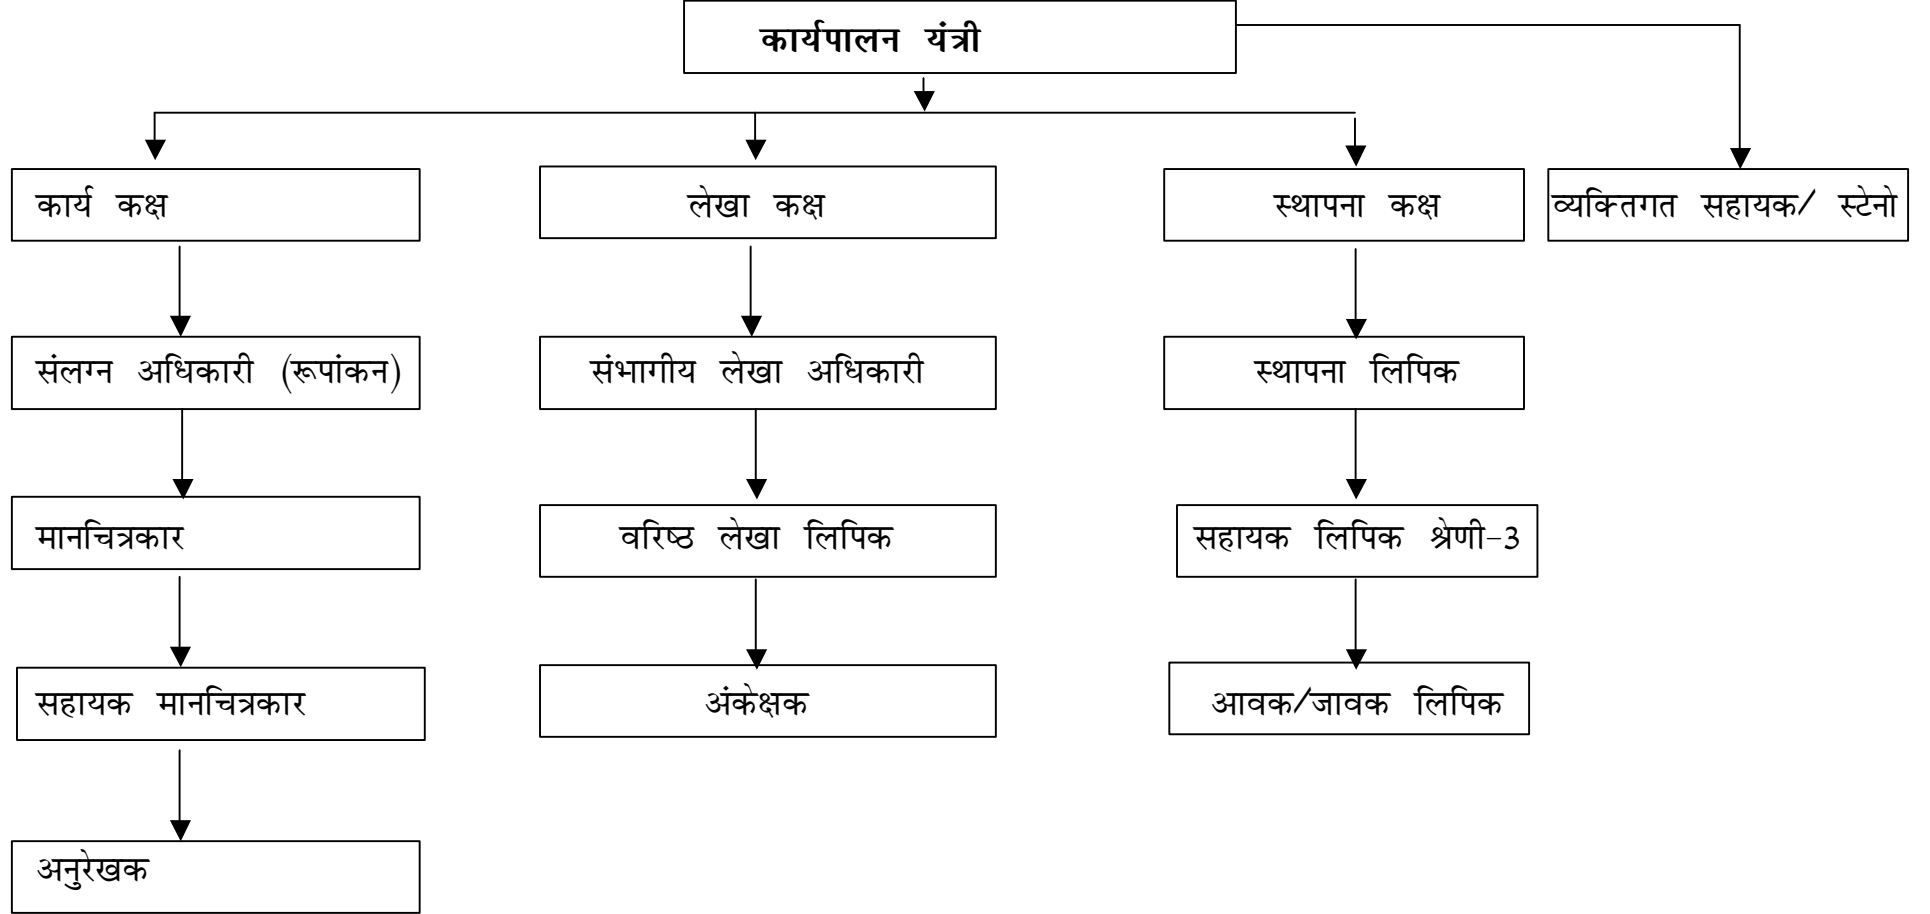 कार्यपालन यंत्री
कार्य कक्ष
लेखा कक्ष
स्थापना कक्ष
व्यक्तिगत सहायक/ स्टेनो
संलग्न अधिकारी (रूपांकन)
संभागीय लेखा अधिकारी
स्थापना लिपिक
मानचित्रकार
वरिष्ठ लेखा लिपिक
सहायक लिपिक श्रेणी-3
सहायक मानचित्रकार
अंकेक्षक
आवक/जावक लिपिक
अनुरेखक